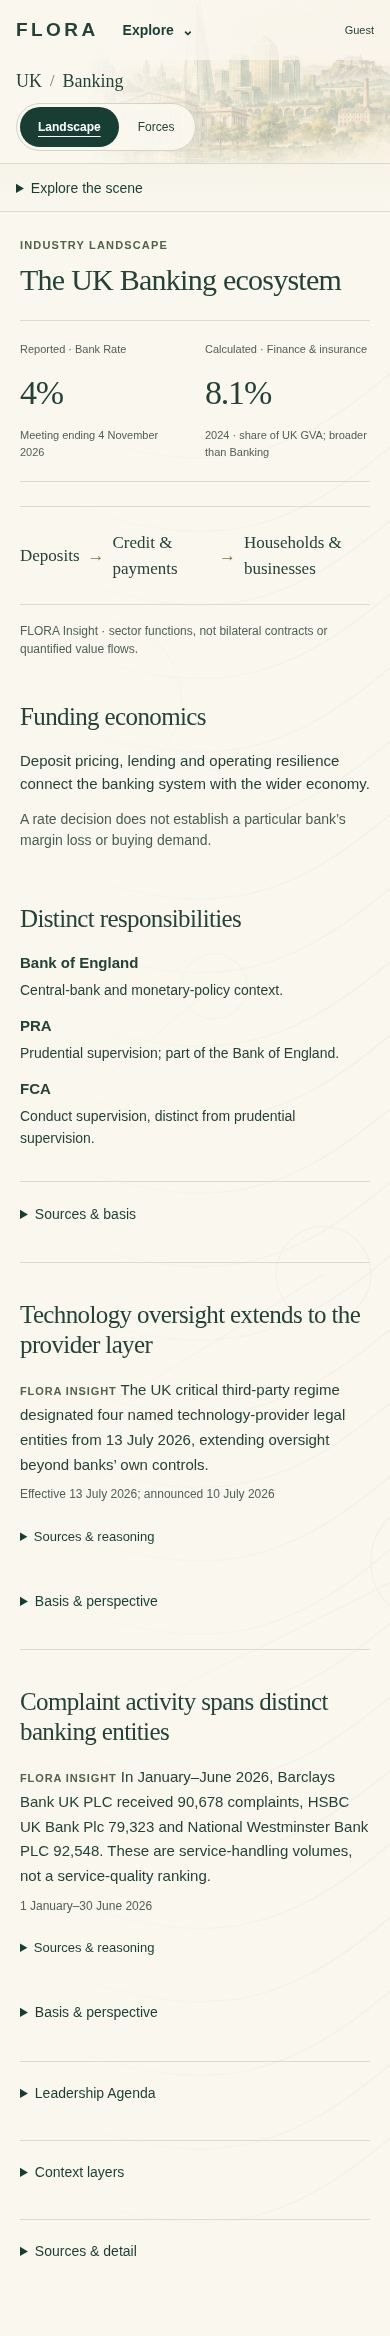 FLORA Explore ⌄ Guest
UK / Banking
Landscape Forces
▶ Explore the scene
INDUSTRY LANDSCAPE
The UK Banking ecosystem
Reported · Bank Rate
4%
Meeting ending 4 November
2026
Calculated · Finance & insurance
8.1%
2024 · share of UK GVA; broader
than Banking
Deposits → Credit &
payments → Households &
businesses
FLORA Insight · sector functions, not bilateral contracts or
quantified value flows.
Funding economics
Deposit pricing, lending and operating resilience
connect the banking system with the wider economy.
A rate decision does not establish a particular bank’s
margin loss or buying demand.
Distinct responsibilities
Bank of England
Central-bank and monetary-policy context.
PRA
Prudential supervision; part of the Bank of England.
FCA
Conduct supervision, distinct from prudential
supervision.
▶ Sources & basis
Technology oversight extends to the
provider layer
FLORA INSIGHT The UK critical third-party regime
designated four named technology-provider legal
entities from 13 July 2026, extending oversight
beyond banks’ own controls.
Effective 13 July 2026; announced 10 July 2026
▶ Sources & reasoning
▶ Basis & perspective
Complaint activity spans distinct
banking entities
FLORA INSIGHT In January–June 2026, Barclays
Bank UK PLC received 90,678 complaints, HSBC
UK Bank Plc 79,323 and National Westminster Bank
PLC 92,548. These are service-handling volumes,
not a service-quality ranking.
1 January–30 June 2026
▶ Sources & reasoning
▶ Basis & perspective
▶ Leadership Agenda
▶ Context layers
▶ Sources & detail